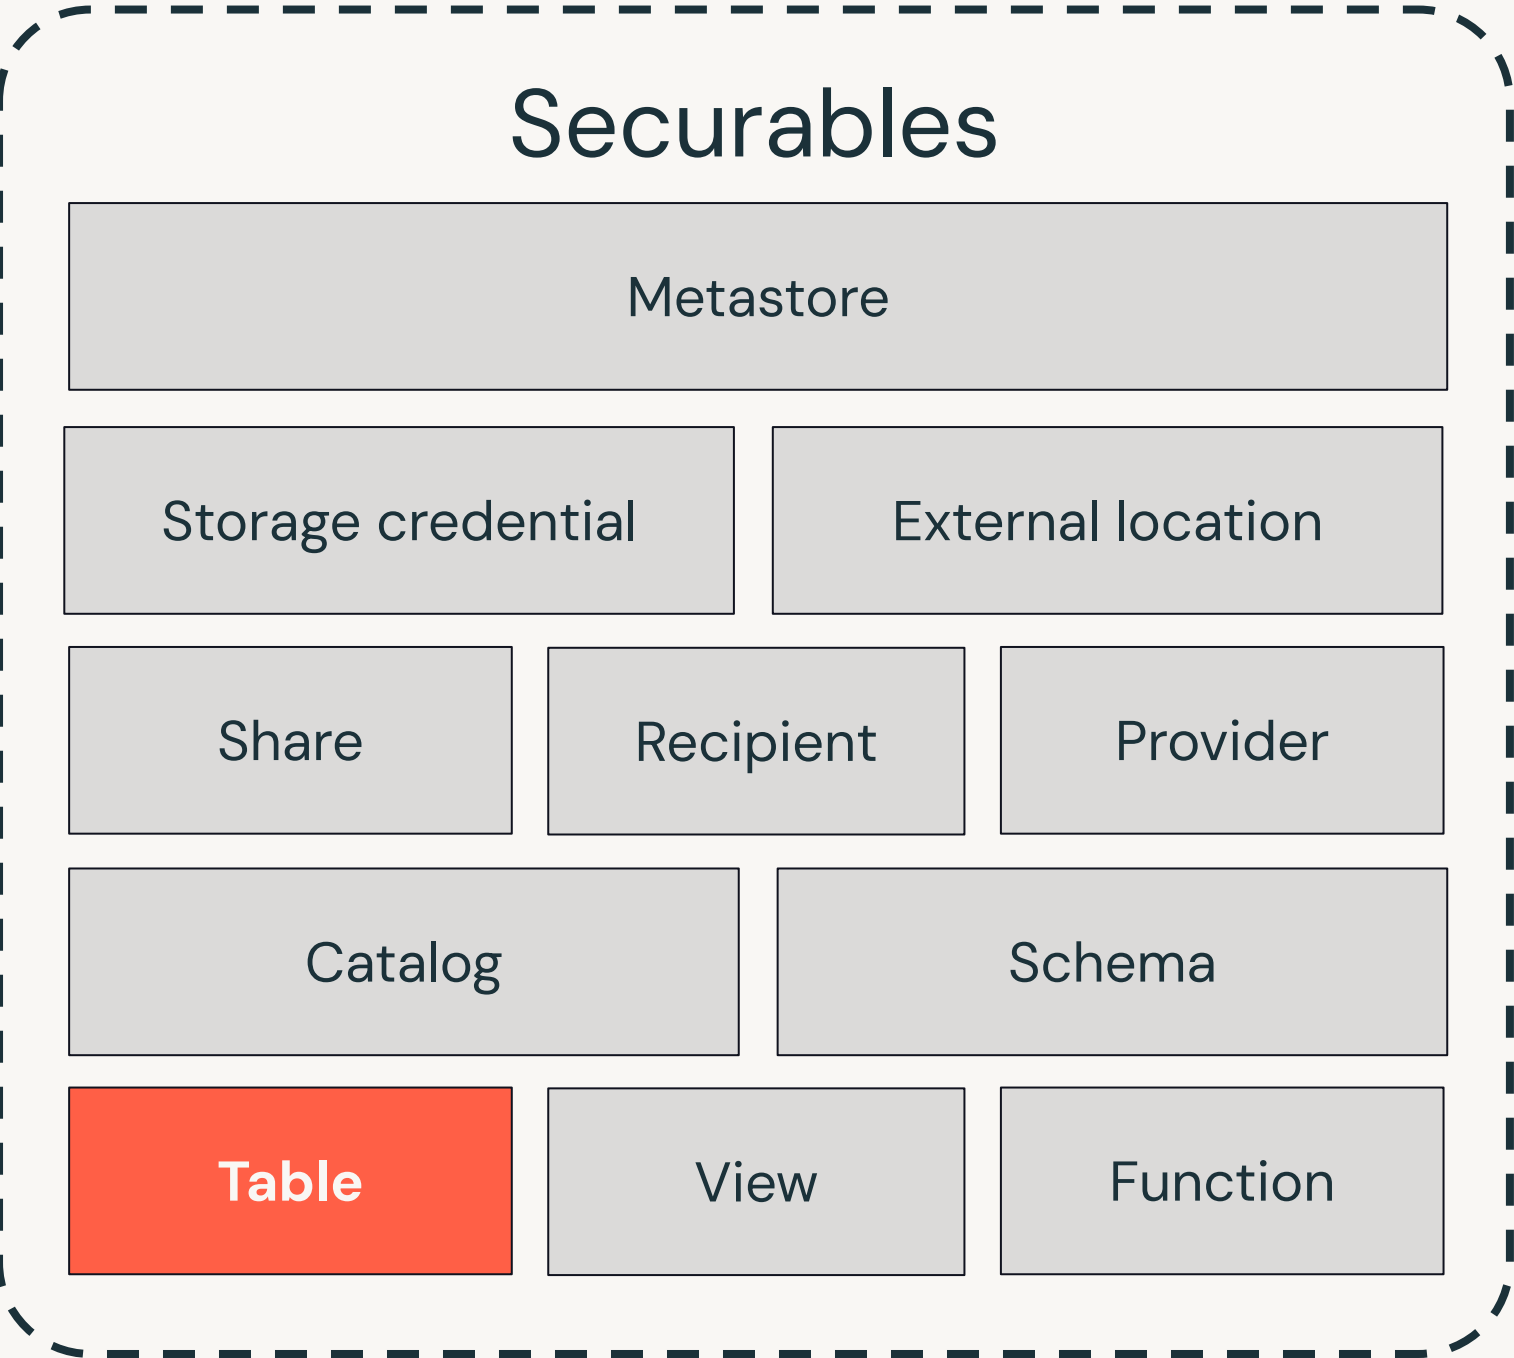 Securables
Metastore
Storage credential
External location
Share
Recipient
Provider
Catalog
Schema
Table
View
Function